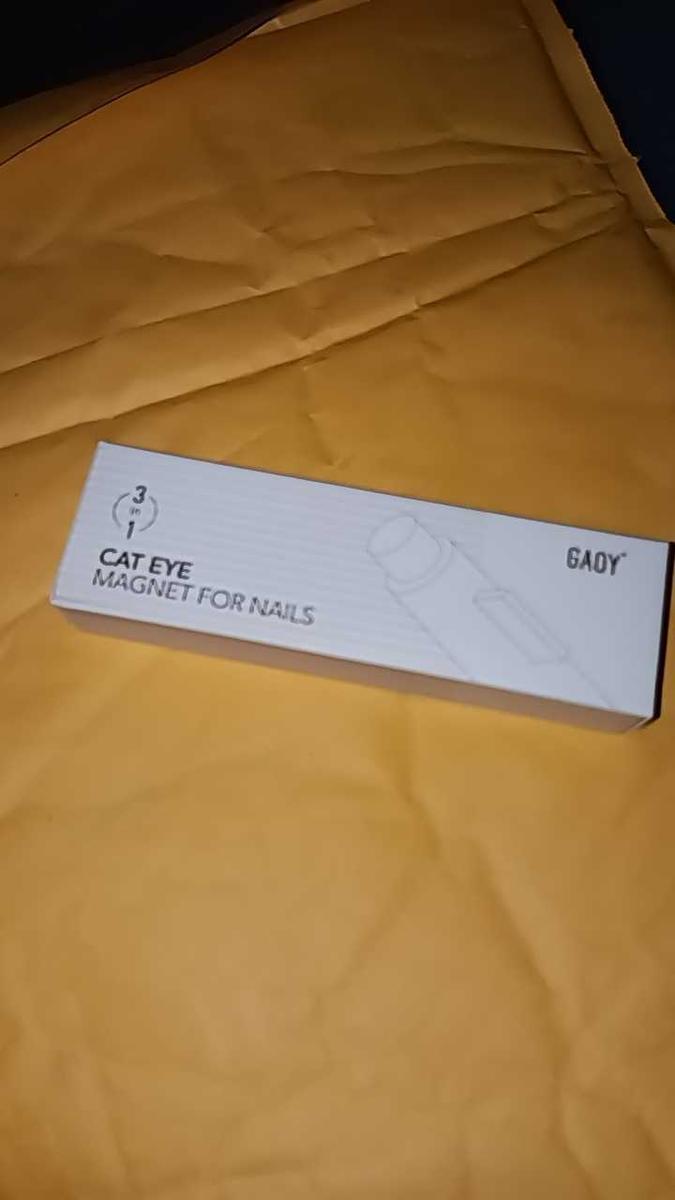 3
in
1
CAT EYE
MAGNET FOR NAILS
GAOY